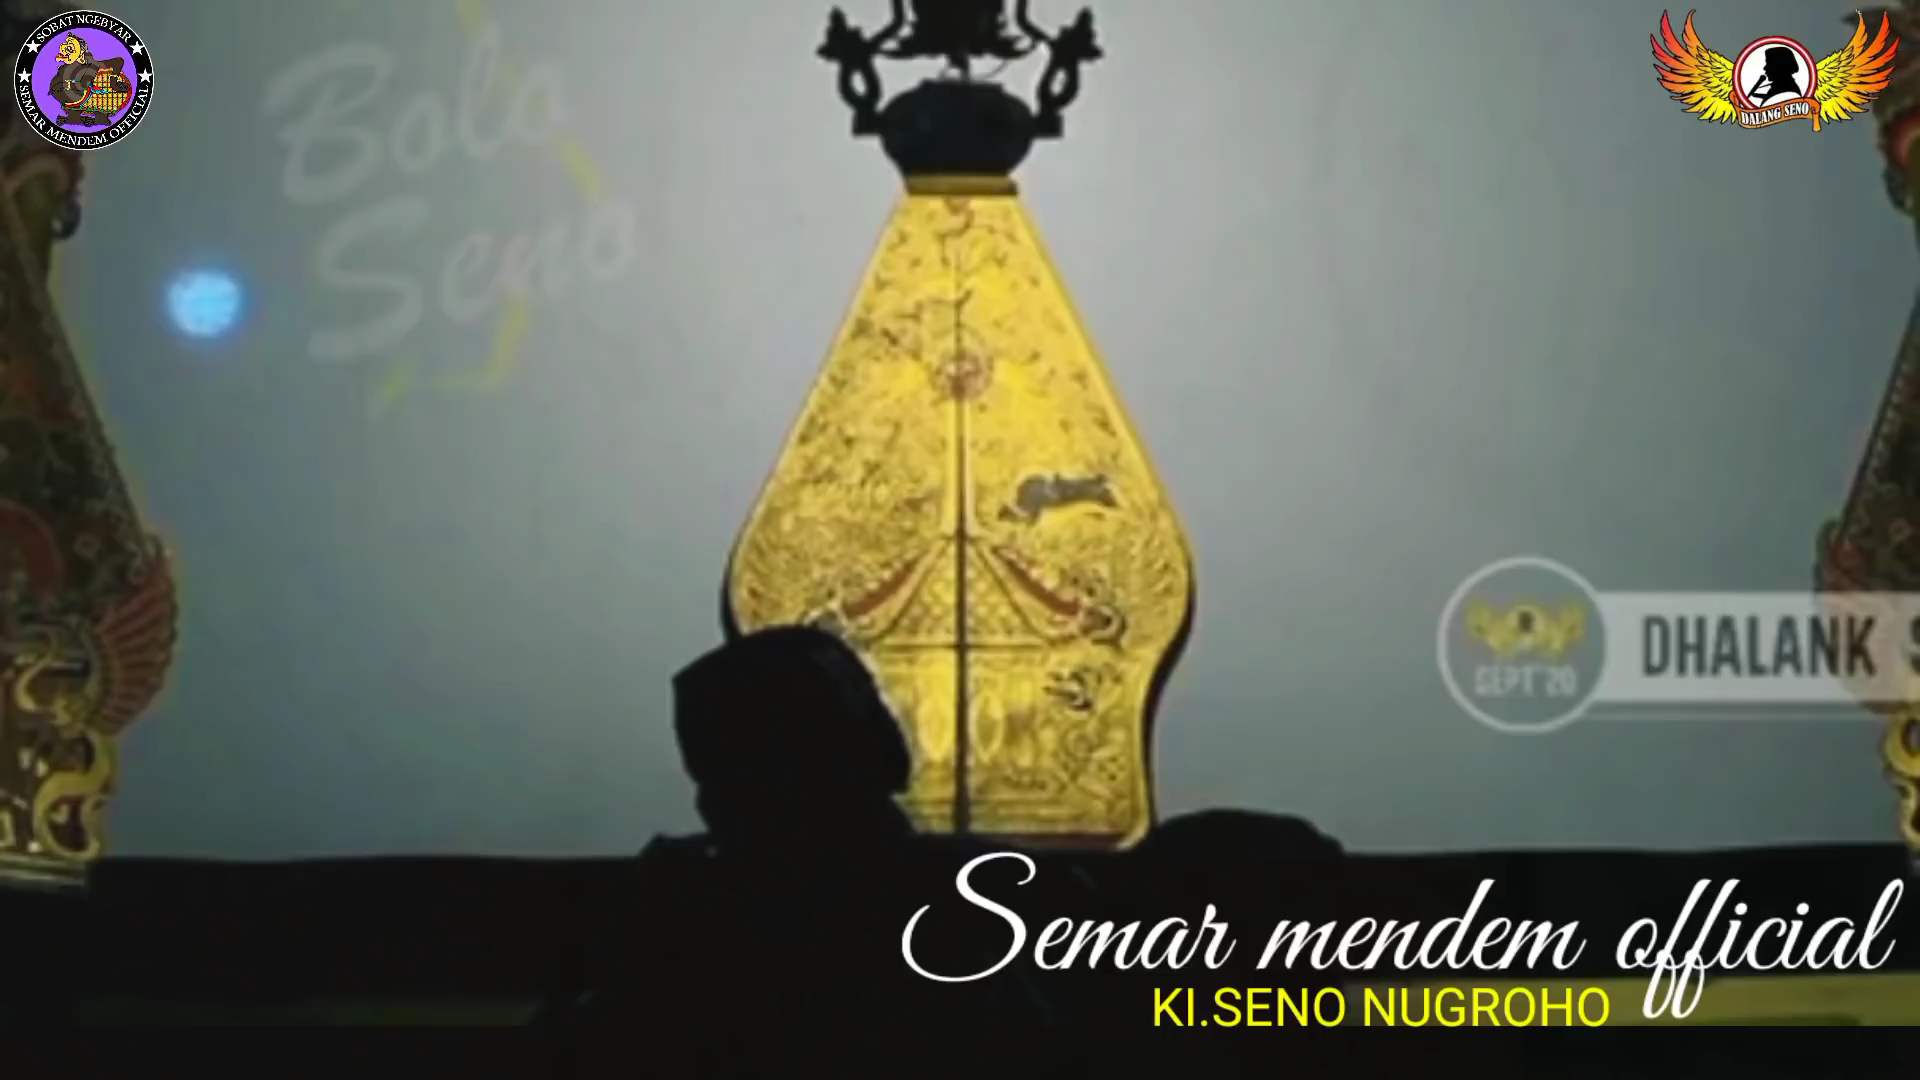 SOBAT NGEBYAR
SEMAR MENDEM OFFICIAL
Bolo
Seno
DALANG SENO
SEPT'20
DHALANK S
Semar mendem official
KI.SENO NUGROHO